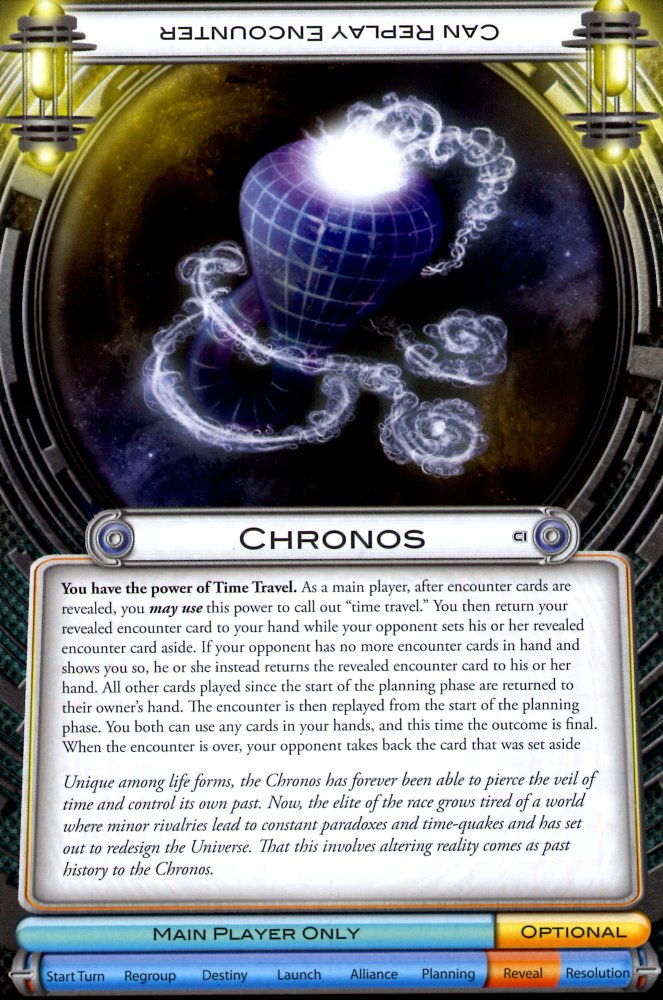 Can Replay Encounter
Chronos
CI
You have the power of Time Travel. As a main player, after encounter cards are
revealed, you may use this power to call out “time travel.” You then return your
revealed encounter card to your hand while your opponent sets his or her revealed
encounter card aside. If your opponent has no more encounter cards in hand and
shows you so, he or she instead returns the revealed encounter card to his or her
hand. All other cards played since the start of the planning phase are returned to
their owner’s hand. The encounter is then replayed from the start of the planning
phase. You both can use any cards in your hands, and this time the outcome is final.
When the encounter is over, your opponent takes back the card that was set aside
Unique among life forms, the Chronos has forever been able to pierce the veil of
time and control its own past. Now, the elite of the race grows tired of a world
where minor rivalries lead to constant paradoxes and time-quakes and has set
out to redesign the Universe. That this involves altering reality comes as past
history to the Chronos.
Main Player Only
Optional
Start Turn Regroup Destiny Launch Alliance Planning Reveal Resolution